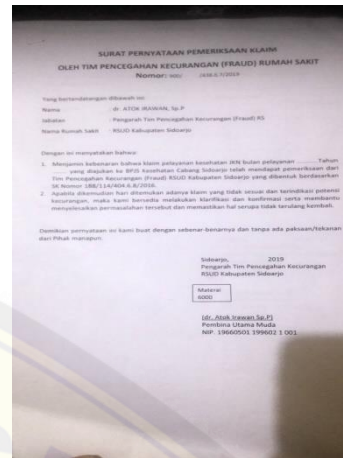 SURAT PERNYATAAN PEMERIKSAAN KLAIM
OLEH TIM PENCEGAHAN KECURANGAN (FRAUD) RUMAH SAKIT
Nomor: /438.6.7/2019
Yang bertandatangan dibawah ini:
Nama : dr. ATOK IRAWAN, Sp.P
Jabatan : Pengarah Tim Pencegahan Kecurangan (Fraud) RS
Nama Rumah Sakit : RSUD Kabupaten Sidoarjo
Dengan ini menyatakan bahwa:
1. Menjamin kebenaran bahwa klaim pelayanan kesehatan JKN bulan pelayanan .......... Tahun
....... yang diajukan ke BPJS Kesehatan Cabang Sidoarjo telah mendapat pemeriksaan dari
Tim Pencegahan Kecurangan (Fraud) RSUD Kabupaten Sidoarjo yang dibentuk berdasarkan
SK Nomor 188/114/404.6.8/2016.
2. Apabila dikemudian hari ditemukan adanya klaim yang tidak sesuai dan terindikasi potensi
kecurangan, maka kami bersedia melakukan klarifikasi dan konfirmasi serta membantu
menyelesaikan permasalahan tersebut dan memastikan hal serupa tidak terulang kembali.
Demikian pernyataan ini kami buat dengan sebenar-benarnya dan tanpa ada paksaan/tekanan
dari Pihak manapun.
Sidoarjo, 2019
Pengarah Tim Pencegahan Kecurangan
RSUD Kabupaten Sidoarjo
Materai
6000
(dr. Atok Irawan Sp.P)
Pembina Utama Muda
NIP. 19660501 199602 1 001